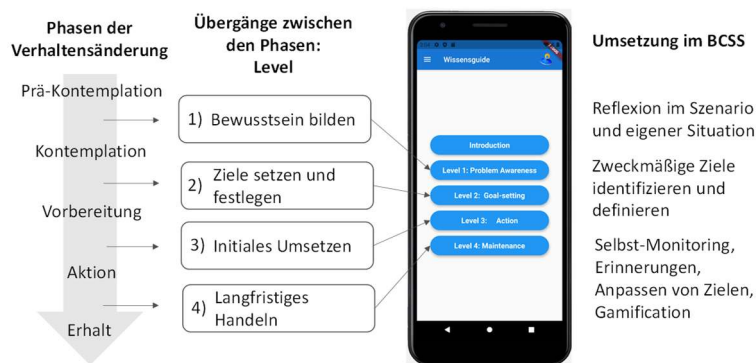 Phasen der
Verhaltensänderung
Prä-Kontemplation
Kontemplation
Vorbereitung
Aktion
Erhalt
Übergänge zwischen
den Phasen:
Level
1) Bewusstsein bilden
2) Ziele setzen und
festlegen
3) Initiales Umsetzen
4) Langfristiges
Handeln
Wissensguide
Introduction
Level 1: Problem Awareness
Level 2: Goal-setting
Level 3: Action
Level 4: Maintenance
Umsetzung im BCSS
Reflexion im Szenario
und eigener Situation
Zweckmäßige Ziele
identifizieren und
definieren
Selbst-Monitoring,
Erinnerungen,
Anpassen von Zielen,
Gamification